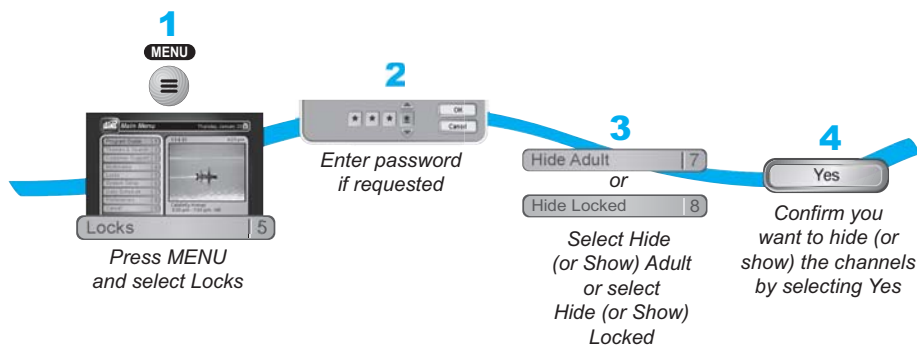 1
MENU
Main Menu
Locks 5
Press MENU
and select Locks
2
* * * *
OK
Cancel
Enter password
if requested
3
Hide Adult 7
or
Hide Locked 8
Select Hide
(or Show) Adult
or select
Hide (or Show)
Locked
4
Yes
Confirm you
want to hide (or
show) the channels
by selecting Yes